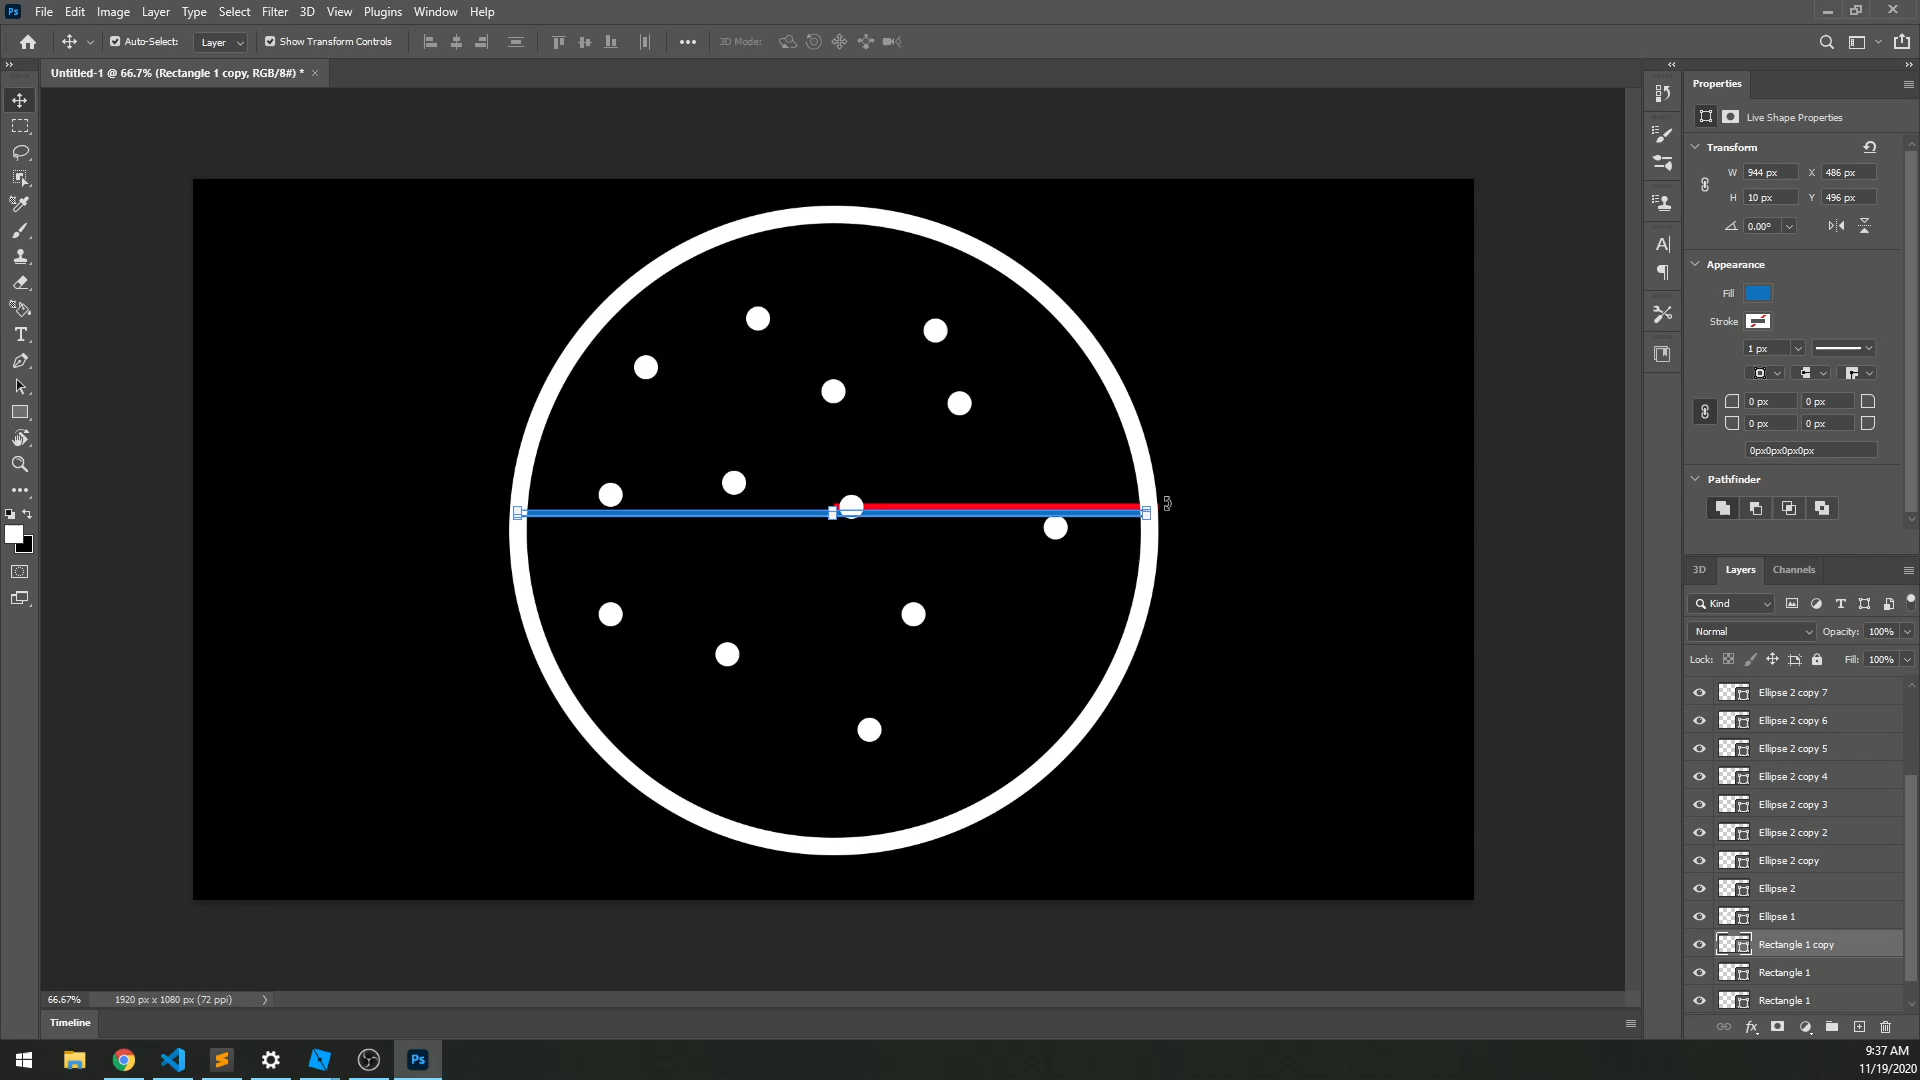 Ps File Edit Image Layer Type Select Filter 3D View Plugins Window Help
Auto-Select: Layer Show Transform Controls 3D Mode:
Untitled-1 @ 66.7% (Rectangle 1 copy, RGB/8#) *
Properties
Live Shape Properties
Transform
W 944 px X 486 px
H 10 px Y 496 px
0.00°
Appearance
Fill
Stroke
1 px
0 px 0 px
0 px 0 px
0px0px0px0px
Pathfinder
3D Layers Channels
Kind
Normal Opacity: 100%
Lock: Fill: 100%
Ellipse 2 copy 7
Ellipse 2 copy 6
Ellipse 2 copy 5
Ellipse 2 copy 4
Ellipse 2 copy 3
Ellipse 2 copy 2
Ellipse 2 copy
Ellipse 2
Ellipse 1
Rectangle 1 copy
Rectangle 1
Rectangle 1
66.67% 1920 px x 1080 px (72 ppi)
Timeline
Ps
9:37 AM
11/19/2020